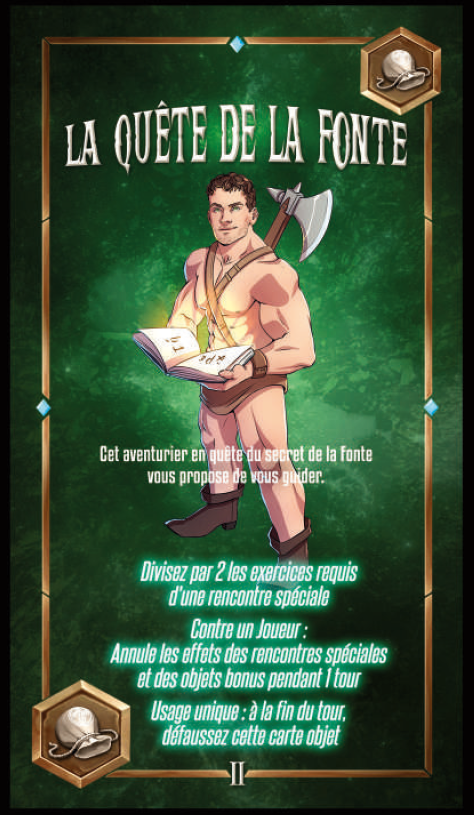 LA QUÊTE DE LA FONTE
Cet aventurier en quête du secret de la Fonte
vous propose de vous guider.
Divisez par 2 les exercices requis
d'une rencontre spéciale
Contre un Joueur :
Annule les effets des rencontres spéciales
et des objets bonus pendant 1 tour
Usage unique : à la fin du tour,
défaussez cette carte objet
II